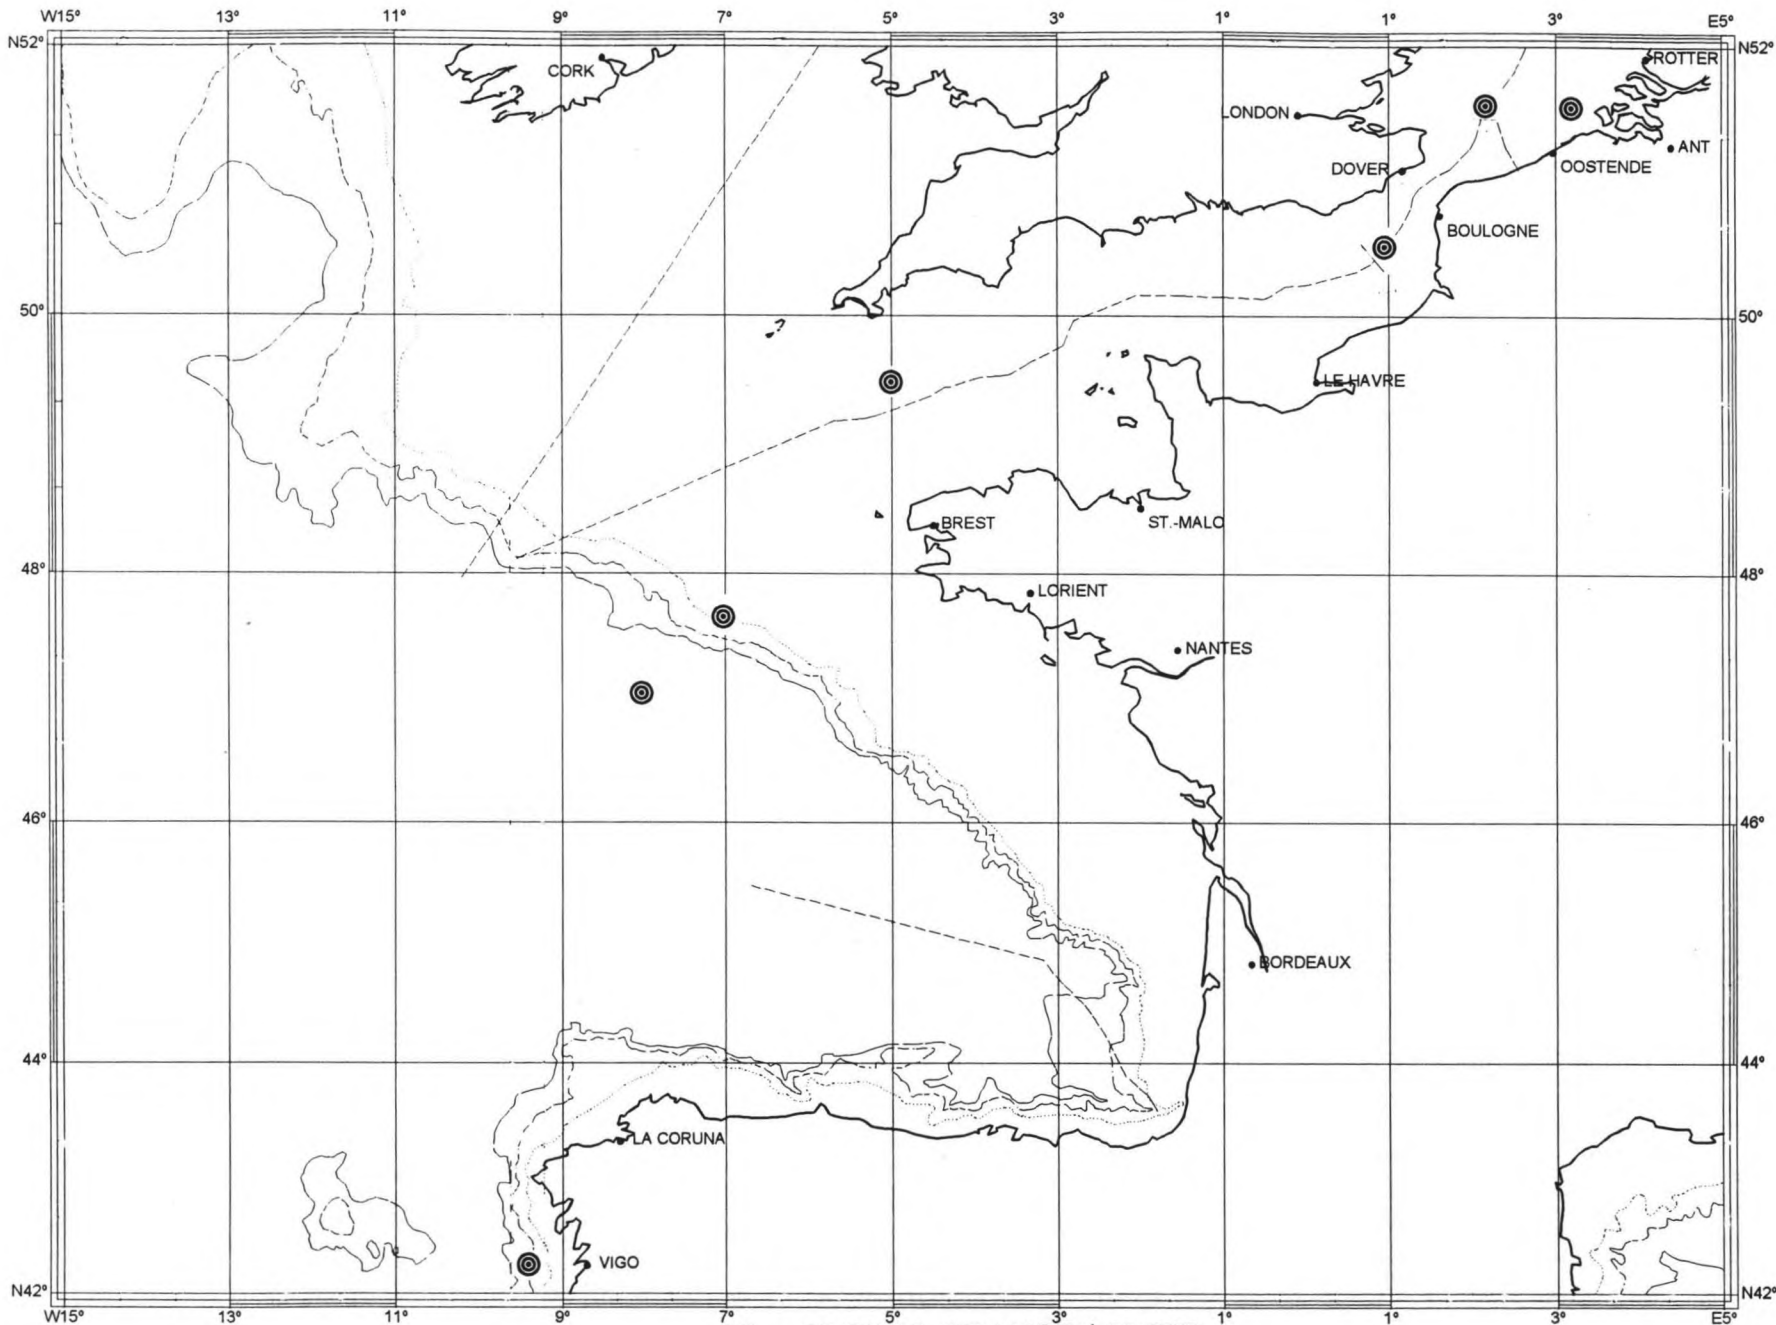 W15° 13° 11° 9° 7° 5° 3° 1° 1° 3° E5°
N52° N52°
CORK
ROTTER
LONDON
ANT
DOVER
OOSTENDE
BOULOGNE
50° 50°
LE HAVRE
BREST
ST.-MALO
48° 48°
LORIENT
NANTES
46° 46°
BORDEAUX
44° 44°
LA CORUNA
VIGO
N42° N42°
W15° 13° 11° 9° 7° 5° 3° 1° 1° 3° E5°